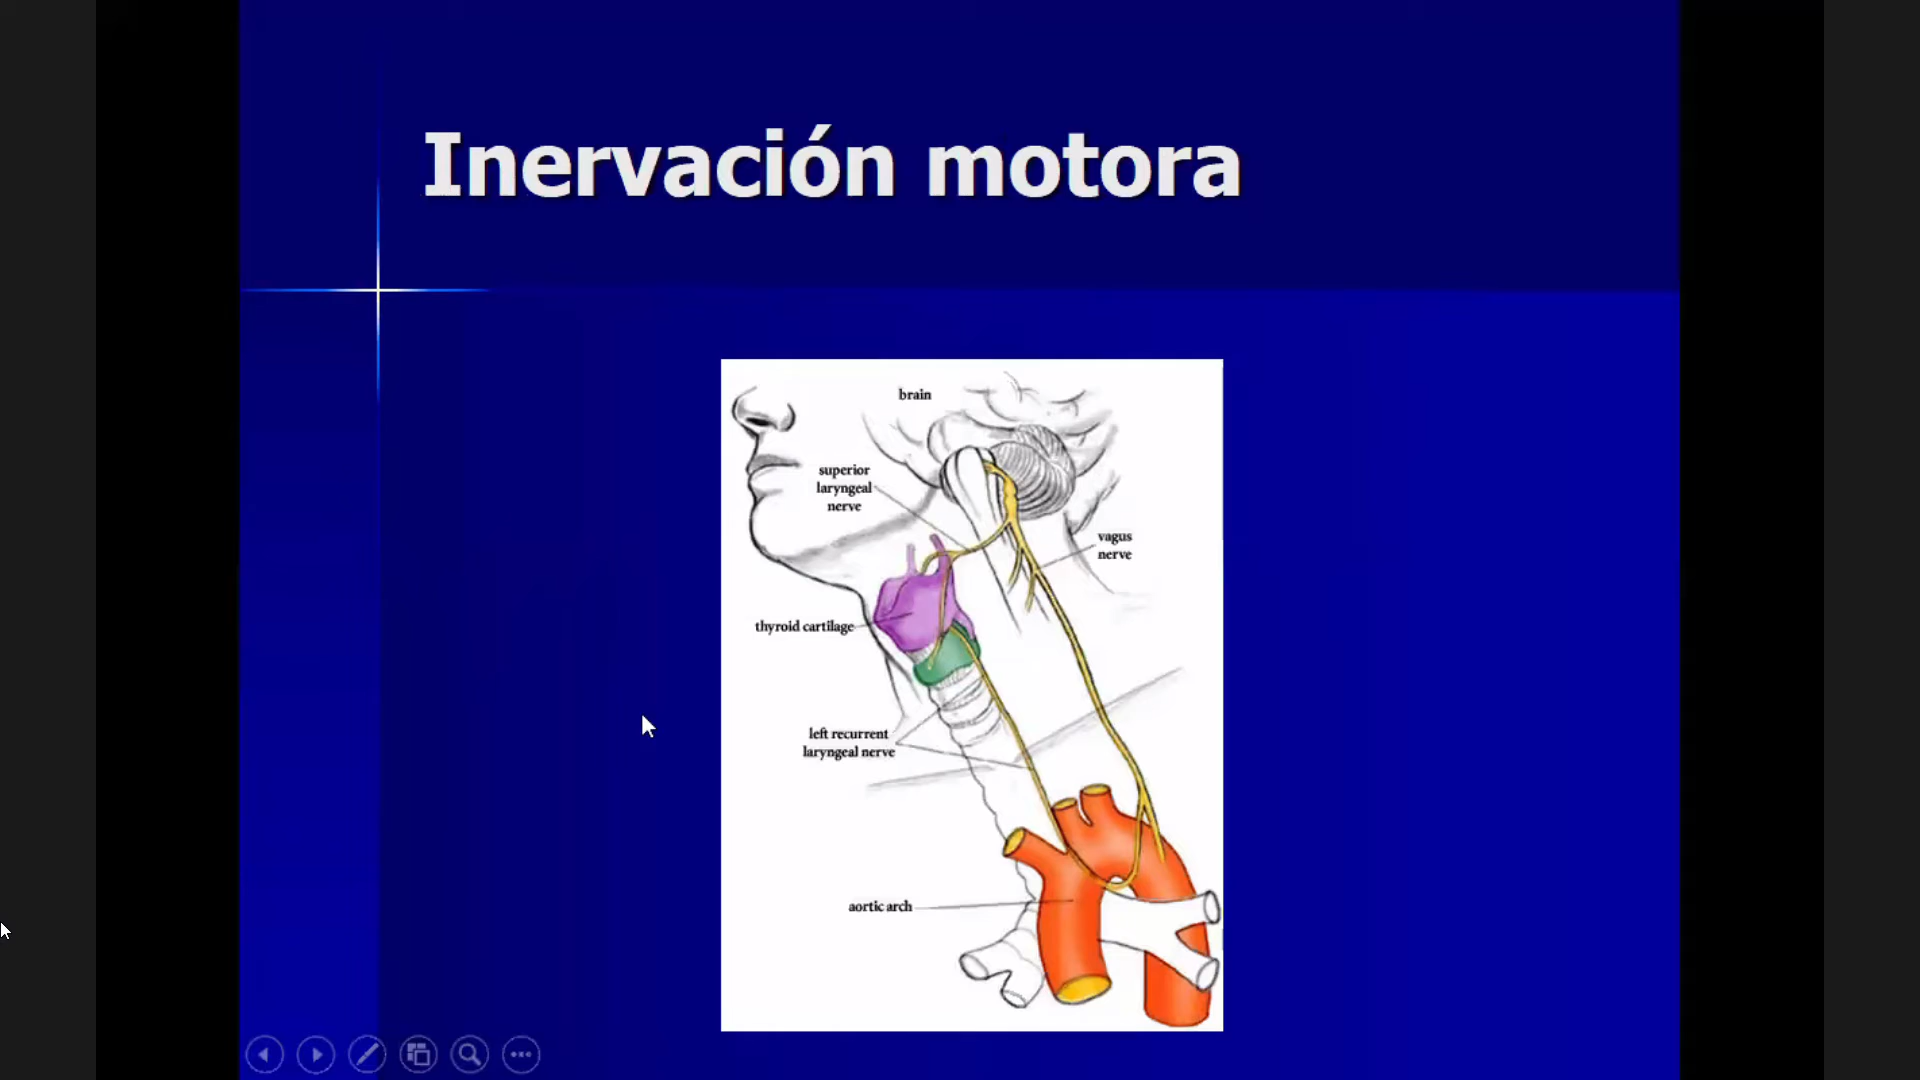 Inervación motora
brain
superior
laryngeal
nerve
vagus
nerve
thyroid cartilage
left recurrent
laryngeal nerve
aortic arch